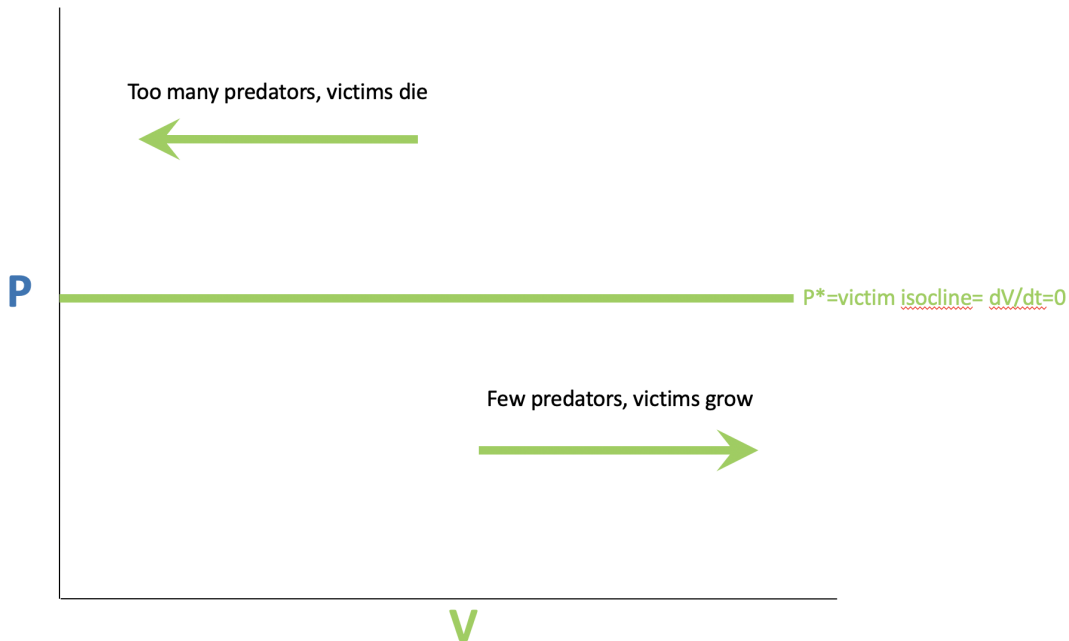 Too many predators, victims die
P
P*=victim isocline= dV/dt=0
Few predators, victims grow
V